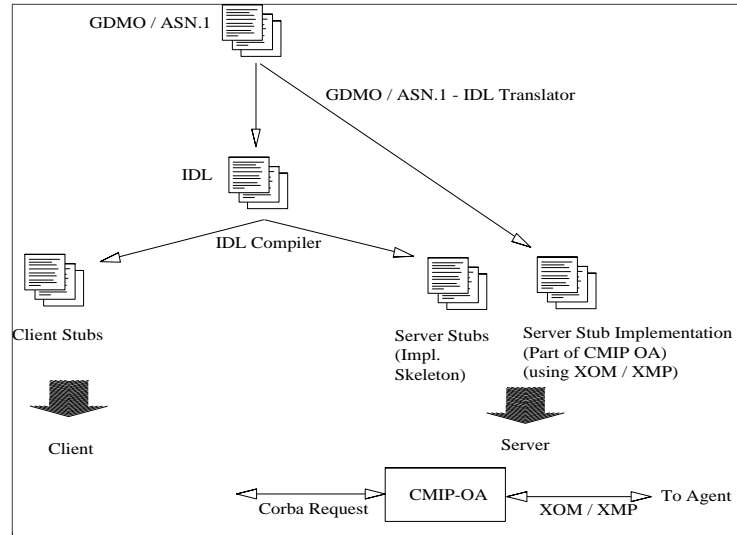 GDMO / ASN.1
GDMO / ASN.1 - IDL Translator
IDL
IDL Compiler
Client Stubs
Server Stubs
(Impl.
Skeleton)
Server Stub Implementation
(Part of CMIP OA)
(using XOM / XMP)
Client
Server
CMIP-OA
Corba Request
XOM / XMP
To Agent